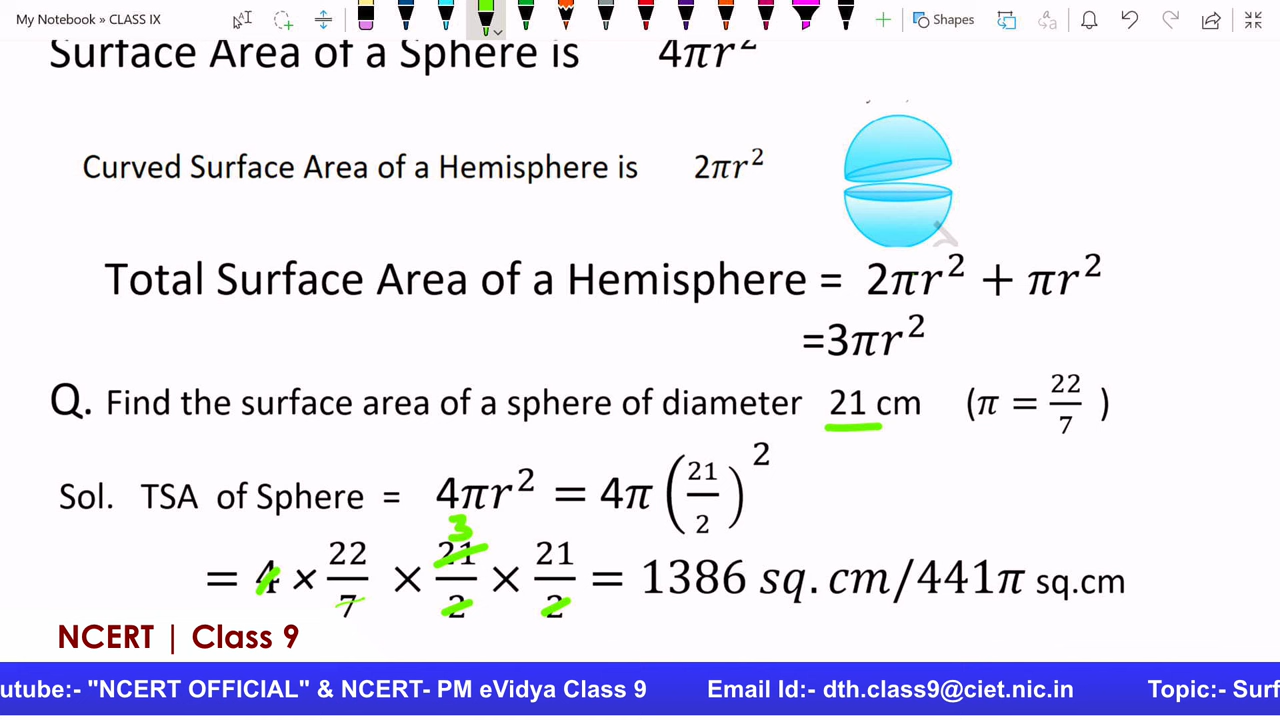 My Notebook » CLASS IX
Shapes
Surface Area of a Sphere is 4πr²
Curved Surface Area of a Hemisphere is 2πr²
Total Surface Area of a Hemisphere = 2πr² + πr²
=3πr²
Q. Find the surface area of a sphere of diameter 21 cm (π = 22/7 )
Sol. TSA of Sphere = 4πr² = 4π(21/2)²
3
= 4 × 22/7 × 21/2 × 21/2 = 1386 sq.cm/441π sq.cm
NCERT | Class 9
utube:- "NCERT OFFICIAL" & NCERT- PM eVidya Class 9 Email Id:- dth.class9@ciet.nic.in Topic:- Surf